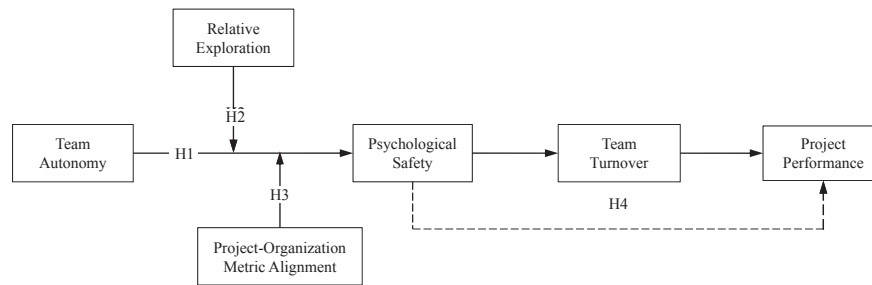 Relative
Exploration
H2
Team
Autonomy
H1
Psychological
Safety
Team
Turnover
Project
Performance
H3
H4
Project-Organization
Metric Alignment